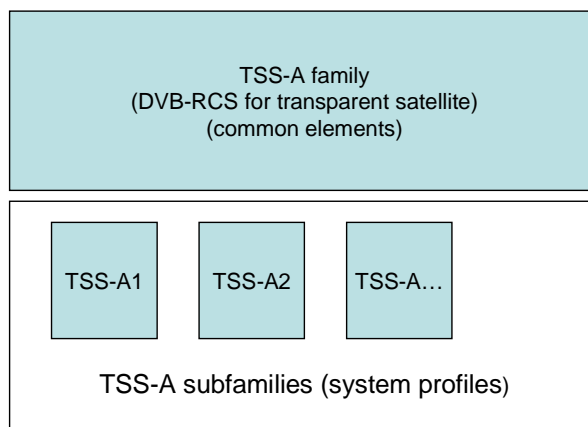 TSS-A family
(DVB-RCS for transparent satellite)
(common elements)
TSS-A1 TSS-A2 TSS-A…
TSS-A subfamilies (system profiles)